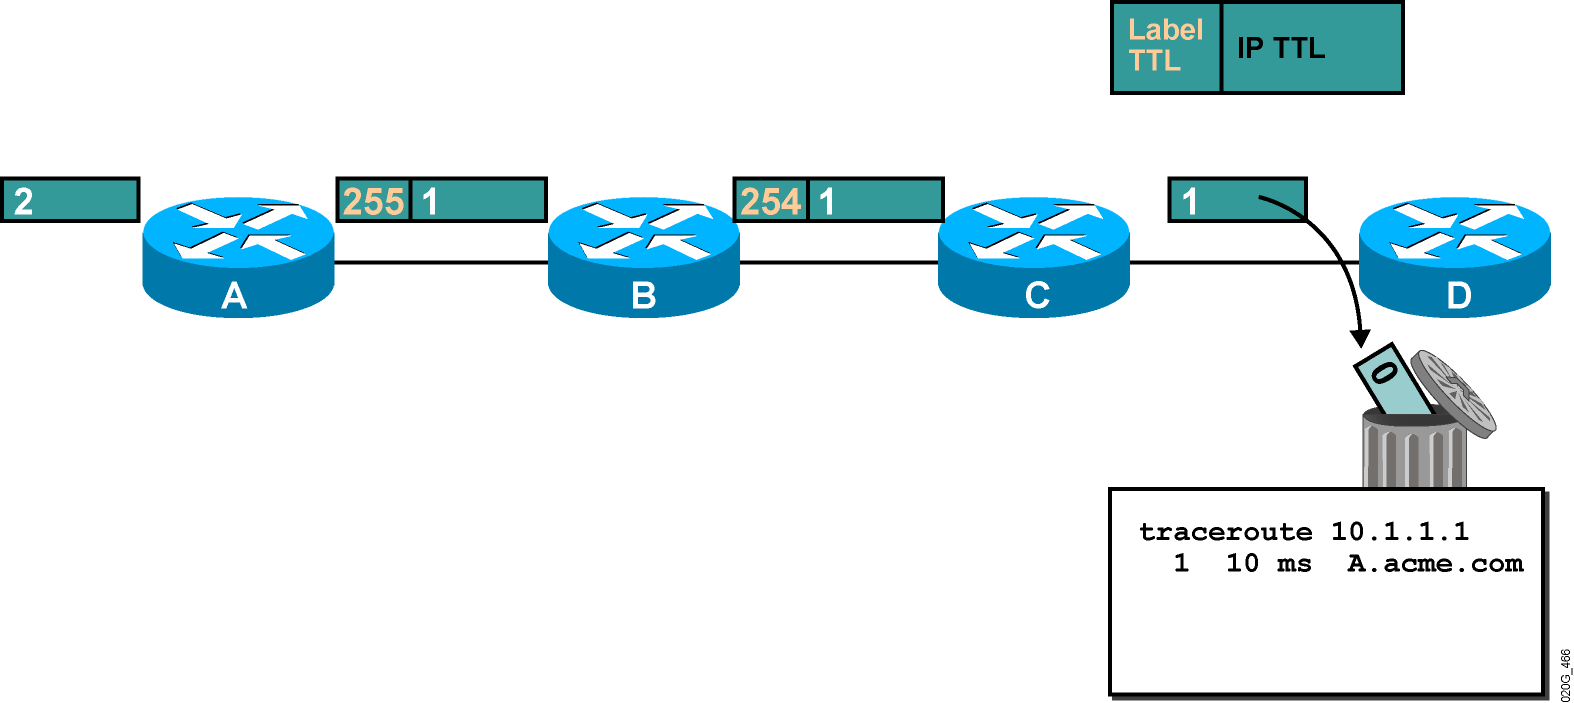 Label
TTL
IP TTL
2
255 1
254 1
1
A
B
C
D
0
traceroute 10.1.1.1
1 10 ms A.acme.com
020G_466